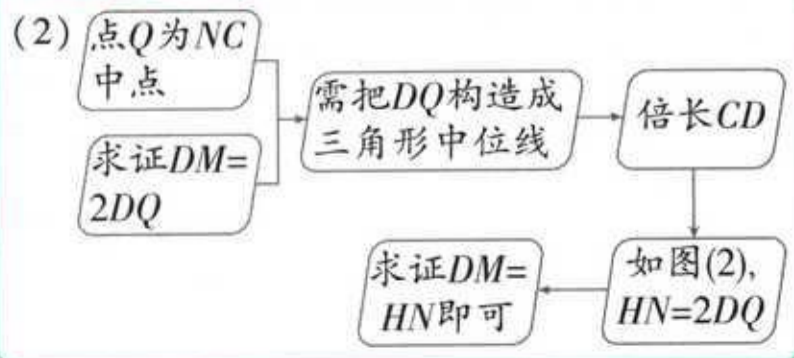 (2)
点Q为NC
中点
求证DM=
2DQ
需把DQ构造成
三角形中位线
倍长CD
如图(2),
HN=2DQ
求证DM=
HN即可